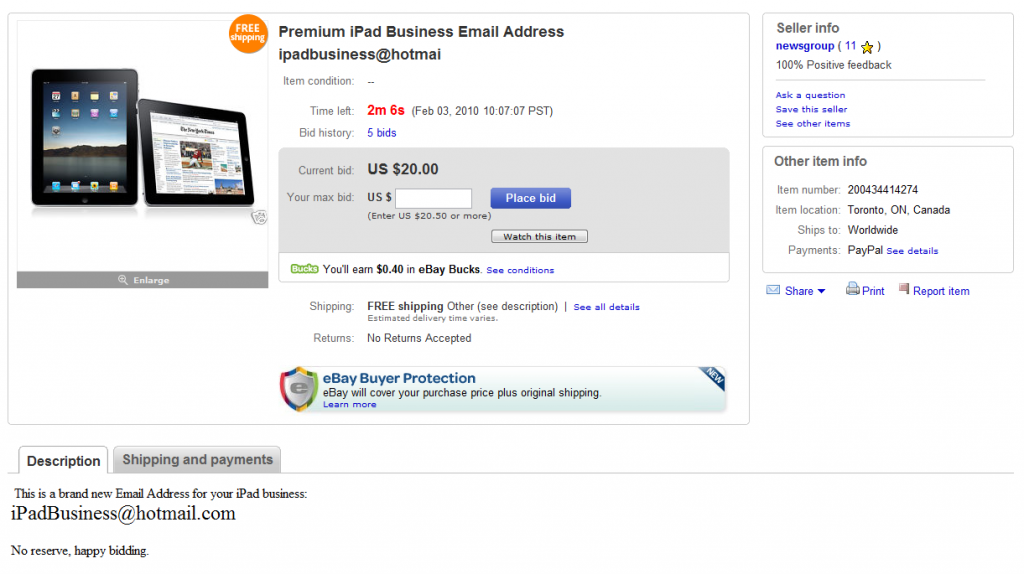 FREE
shipping
The New York Times
Enlarge
Premium iPad Business Email Address
ipadbusiness@hotmai
Item condition: --
Time left: 2m 6s (Feb 03, 2010 10:07:07 PST)
Bid history: 5 bids
Current bid: US $20.00
Your max bid: US $ Place bid
(Enter US $20.50 or more)
Watch this item
Bucks You'll earn $0.40 in eBay Bucks. See conditions
Shipping: FREE shipping Other (see description) | See all details
Estimated delivery time varies.
Returns: No Returns Accepted
e
eBay Buyer Protection
NEW
eBay will cover your purchase price plus original shipping.
Learn more
Seller info
newsgroup ( 11 )
100% Positive feedback
Ask a question
Save this seller
See other items
Other item info
Item number: 200434414274
Item location: Toronto, ON, Canada
Ships to: Worldwide
Payments: PayPal See details
Share Print Report item
Description Shipping and payments
This is a brand new Email Address for your iPad business:
iPadBusiness@hotmail.com
No reserve, happy bidding.